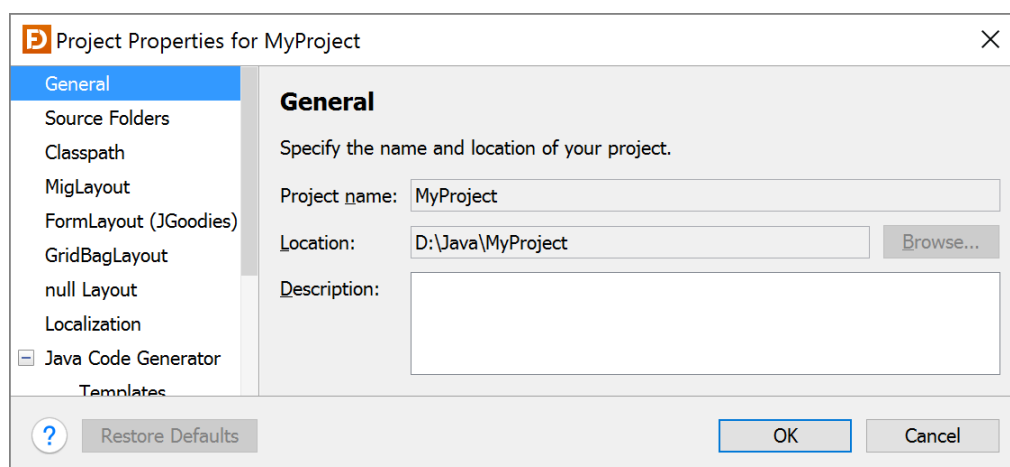 Project Properties for MyProject
General
Source Folders
Classpath
MigLayout
FormLayout (JGoodies)
GridBagLayout
null Layout
Localization
Java Code Generator
Templates
General
Specify the name and location of your project.
Project name: MyProject
Location: D:\Java\MyProject Browse...
Description:
? Restore Defaults OK Cancel